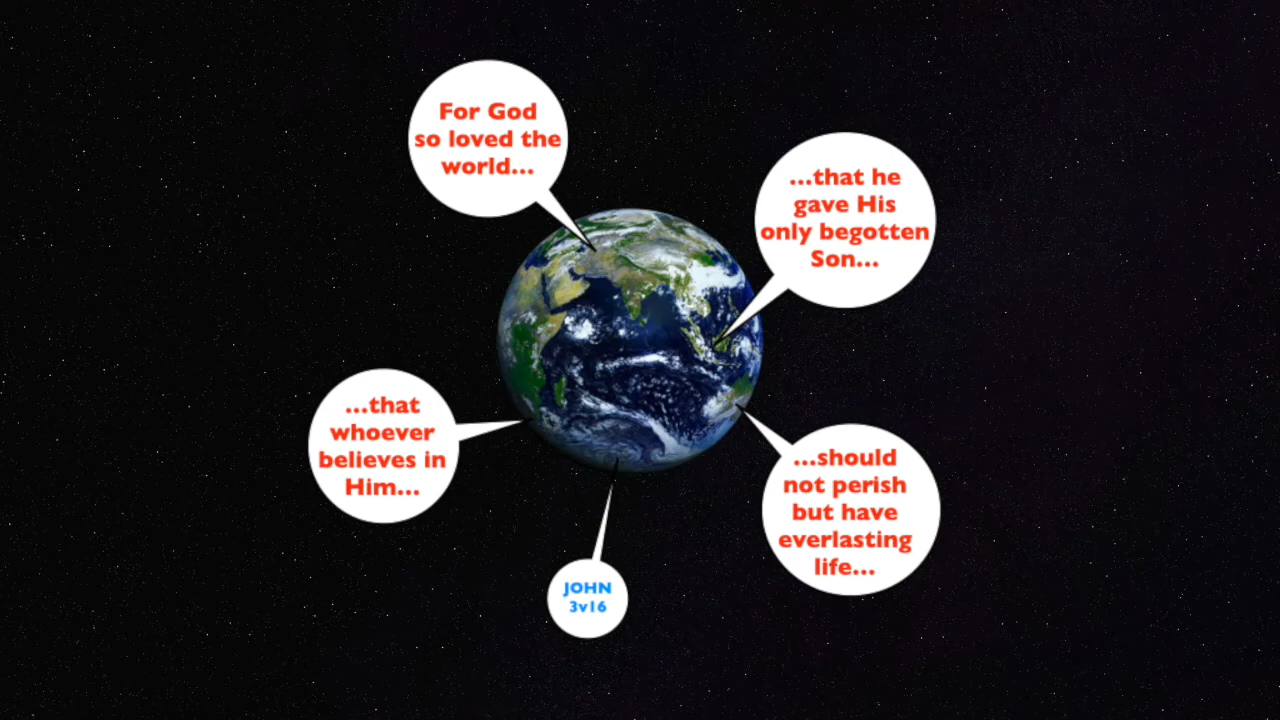 For God
so loved the
world...
...that he
gave His
only begotten
Son...
...that
whoever
believes in
Him...
...should
not perish
but have
everlasting
life...
JOHN
3v16